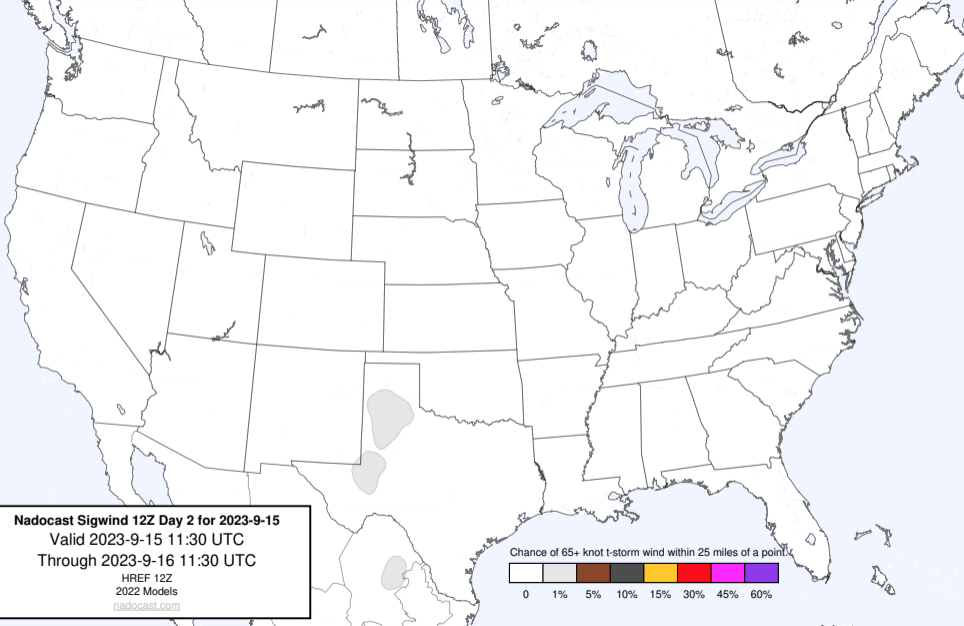 Nadocast Sigwind 12Z Day 2 for 2023-9-15
Valid 2023-9-15 11:30 UTC
Through 2023-9-16 11:30 UTC
HREF 12Z
2022 Models
nadocast.com
Chance of 65+ knot t-storm wind within 25 miles of a point.
0 1% 5% 10% 15% 30% 45% 60%